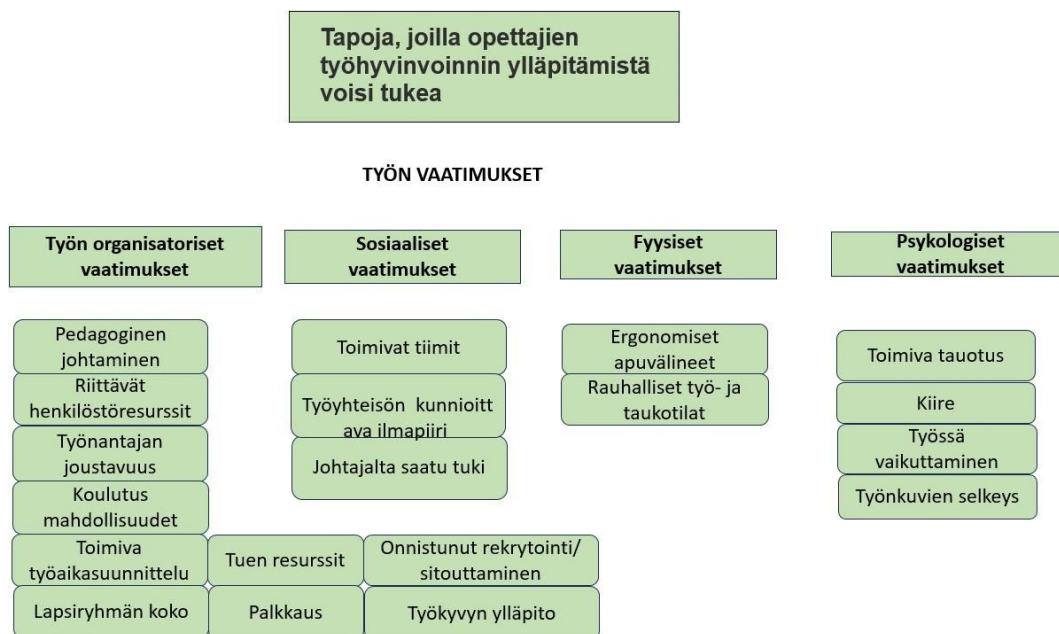 Tapoja, joilla opettajien
työhyvinvoinnin ylläpitämistä
voisi tukea
TYÖN VAATIMUKSET
Työn organisatoriset
vaatimukset
Pedagoginen
johtaminen
Riittävät
henkilöstöresurssit
Työnantajan
joustavuus
Koulutus
mahdollisuudet
Toimiva
työaikasuunnittelu
Lapsiryhmän koko
Tuen resurssit
Palkkaus
Onnistunut rekrytointi/
sitouttaminen
Työkyvyn ylläpito
Sosiaaliset
vaatimukset
Toimivat tiimit
Työyhteisön kunnioitt
ava ilmapiiri
Johtajalta saatu tuki
Fyysiset
vaatimukset
Ergonomiset
apuvälineet
Rauhalliset työ- ja
taukotilat
Psykologiset
vaatimukset
Toimiva tauotus
Kiire
Työssä
vaikuttaminen
Työnkuvien selkeys